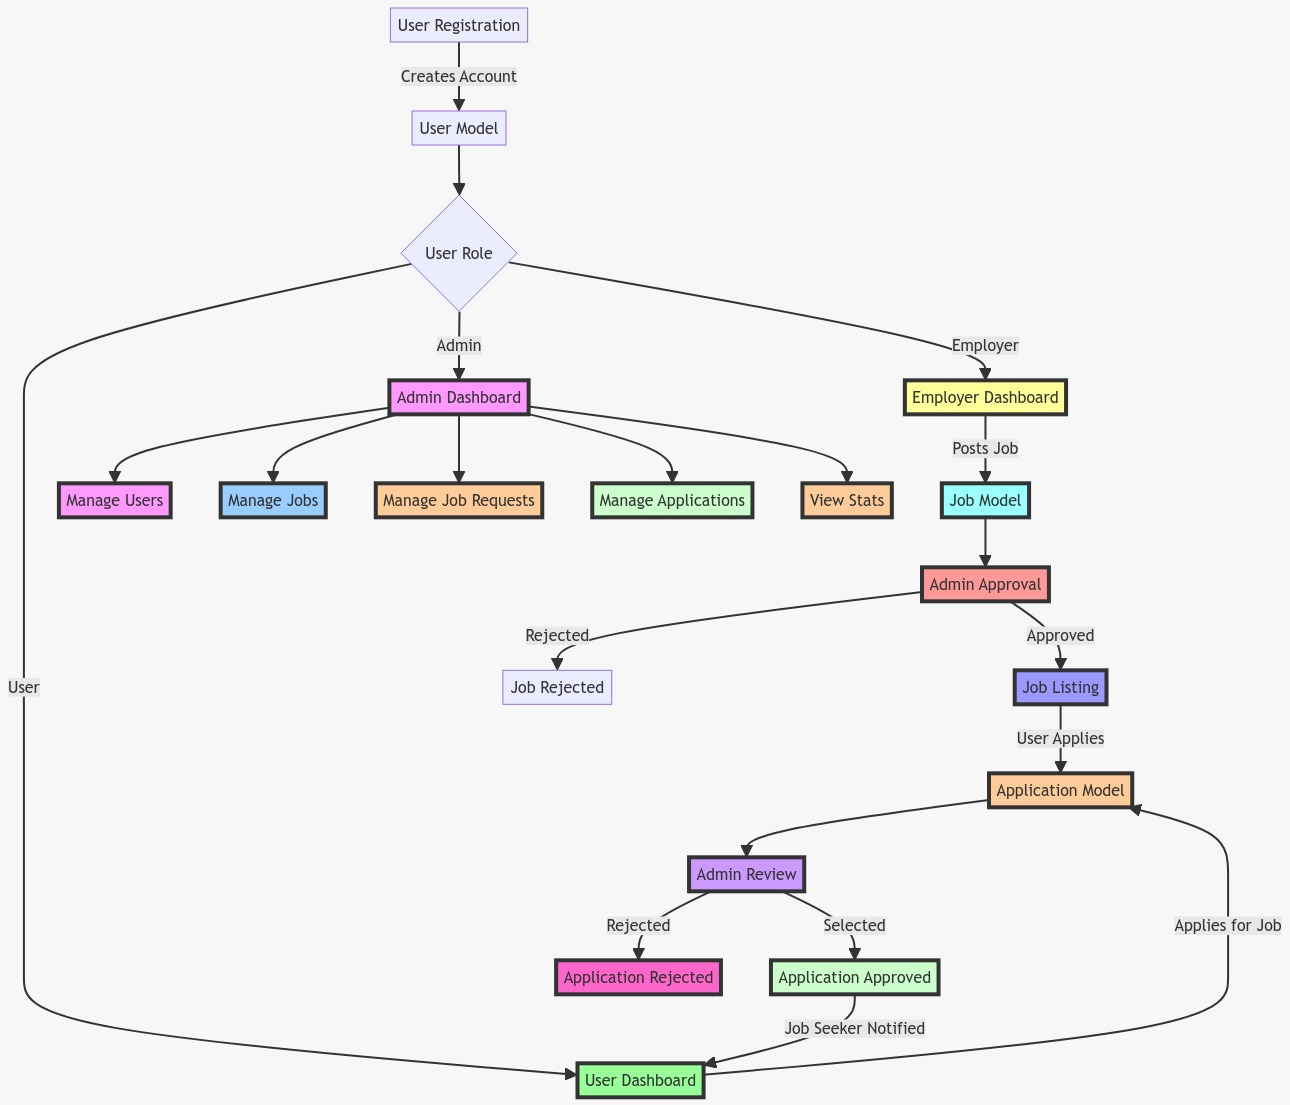 User Registration
Creates Account
User Model
User Role
Admin
Employer
Admin Dashboard
Employer Dashboard
Posts Job
Manage Users
Manage Jobs
Manage Job Requests
Manage Applications
View Stats
Job Model
Admin Approval
Rejected
Approved
User
Job Rejected
Job Listing
User Applies
Application Model
Admin Review
Rejected
Selected
Applies for Job
Application Rejected
Application Approved
Job Seeker Notified
User Dashboard